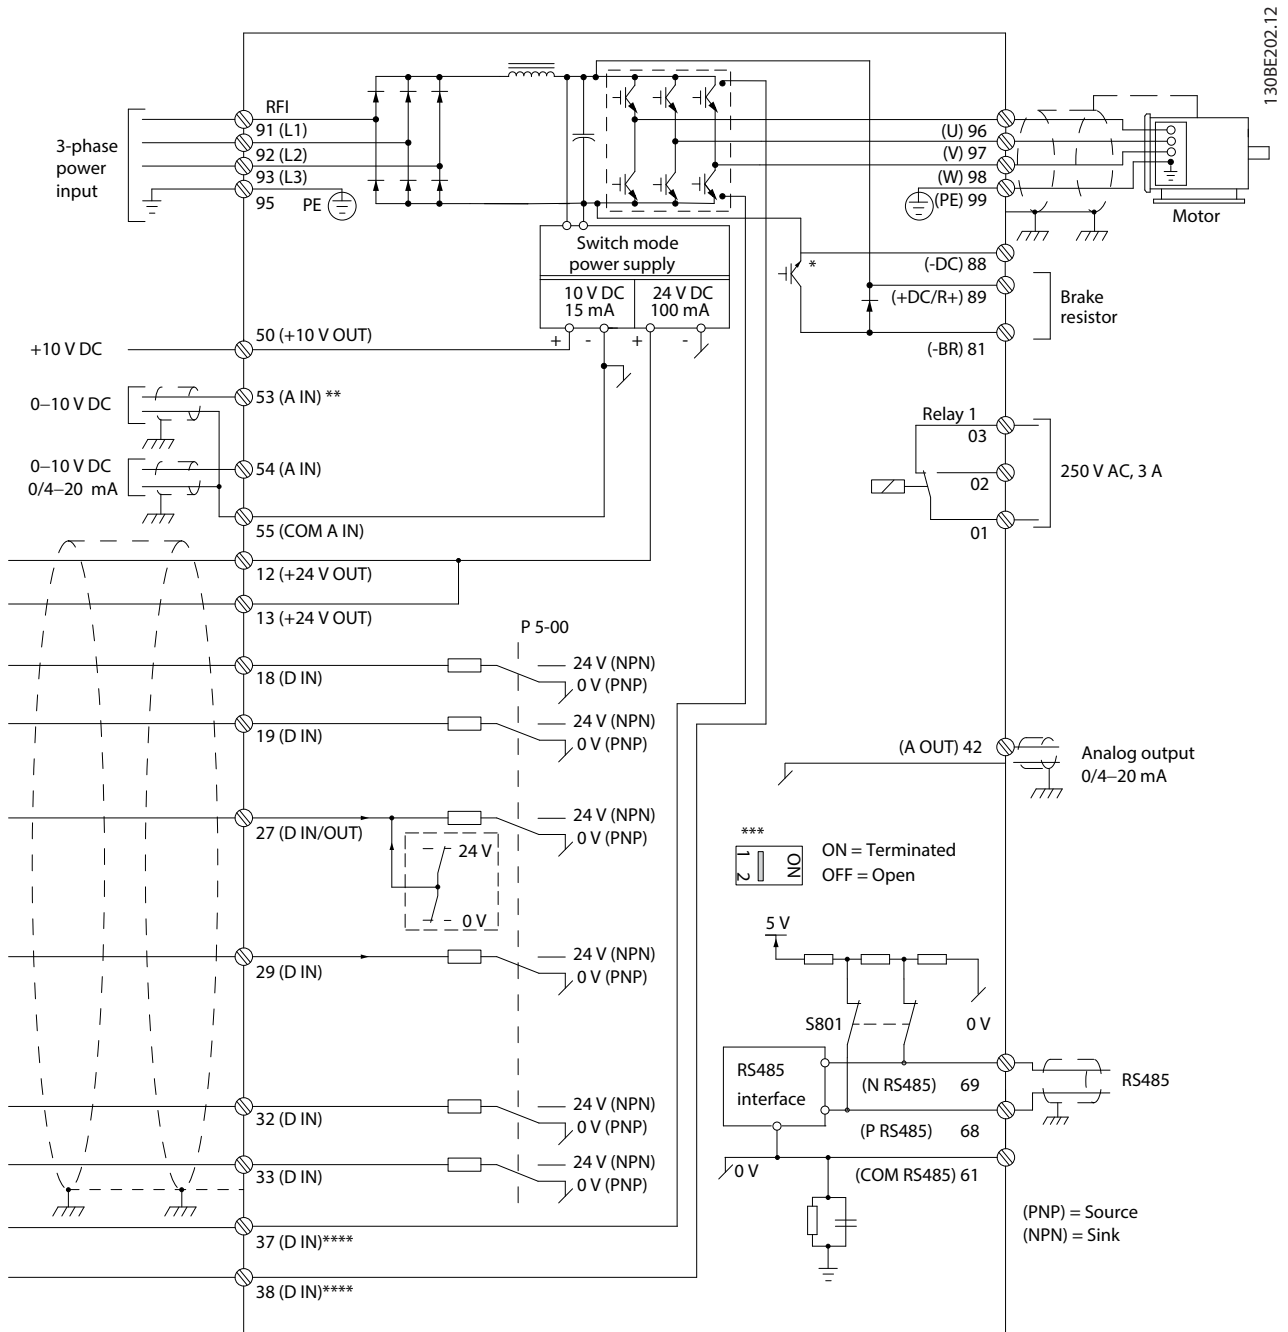 130BE202.12
3-phase
power
input
RFI
91 (L1)
92 (L2)
93 (L3)
95
PE
(U) 96
(V) 97
(W) 98
(PE) 99
Motor
Switch mode
power supply
10 V DC
15 mA
24 V DC
100 mA
+ - + -
*
(-DC) 88
(+DC/R+) 89
(-BR) 81
Brake
resistor
+10 V DC
50 (+10 V OUT)
0–10 V DC
53 (A IN) **
0–10 V DC
0/4–20 mA
54 (A IN)
55 (COM A IN)
12 (+24 V OUT)
13 (+24 V OUT)
Relay 1
03
02
01
250 V AC, 3 A
P 5-00
18 (D IN)
24 V (NPN)
0 V (PNP)
19 (D IN)
24 V (NPN)
0 V (PNP)
27 (D IN/OUT)
24 V (NPN)
0 V (PNP)
24 V
0 V
29 (D IN)
24 V (NPN)
0 V (PNP)
32 (D IN)
24 V (NPN)
0 V (PNP)
33 (D IN)
24 V (NPN)
0 V (PNP)
37 (D IN)****
38 (D IN)****
(A OUT) 42
Analog output
0/4–20 mA
***
1 2
ON
ON = Terminated
OFF = Open
5 V
S801
0 V
RS485
interface
(N RS485) 69
(P RS485) 68
RS485
0 V
(COM RS485) 61
(PNP) = Source
(NPN) = Sink